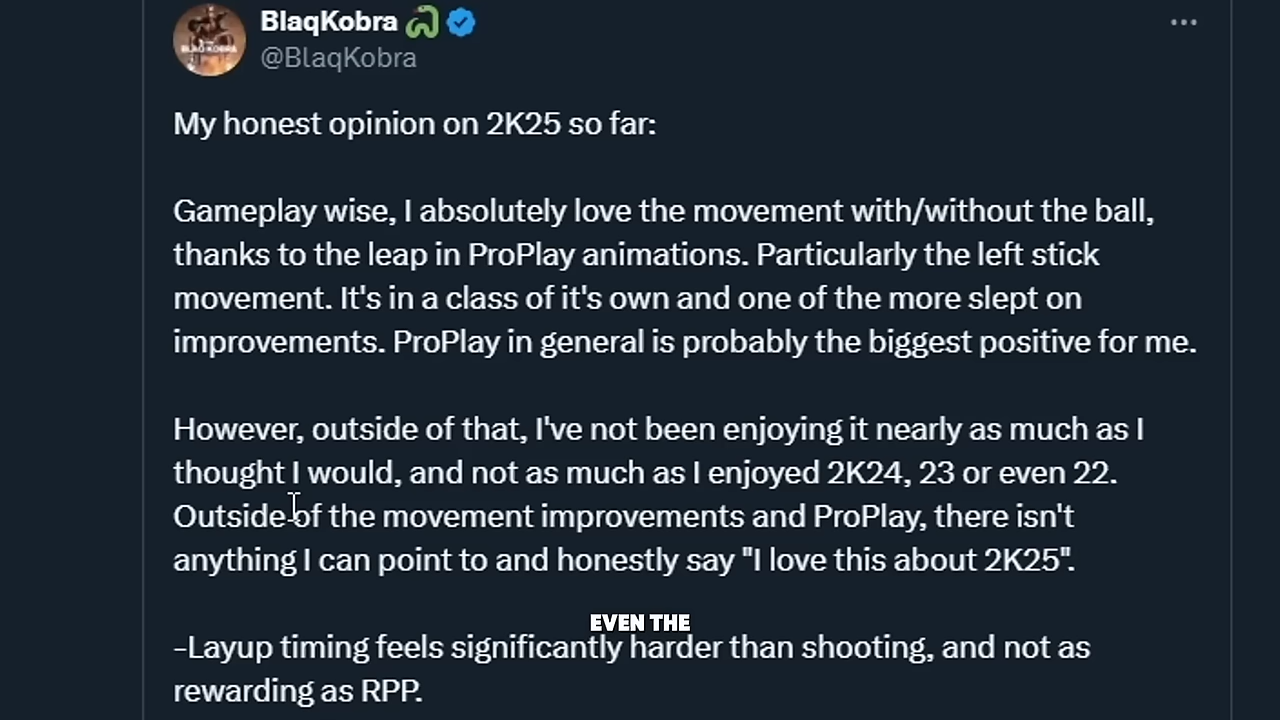 BlaqKobra
@BlaqKobra
My honest opinion on 2K25 so far:
Gameplay wise, I absolutely love the movement with/without the ball,
thanks to the leap in ProPlay animations. Particularly the left stick
movement. It's in a class of it's own and one of the more slept on
improvements. ProPlay in general is probably the biggest positive for me.
However, outside of that, I've not been enjoying it nearly as much as I
thought I would, and not as much as I enjoyed 2K24, 23 or even 22.
Outside of the movement improvements and ProPlay, there isn't
anything I can point to and honestly say "I love this about 2K25".
EVEN THE
-Layup timing feels significantly harder than shooting, and not as
rewarding as RPP.